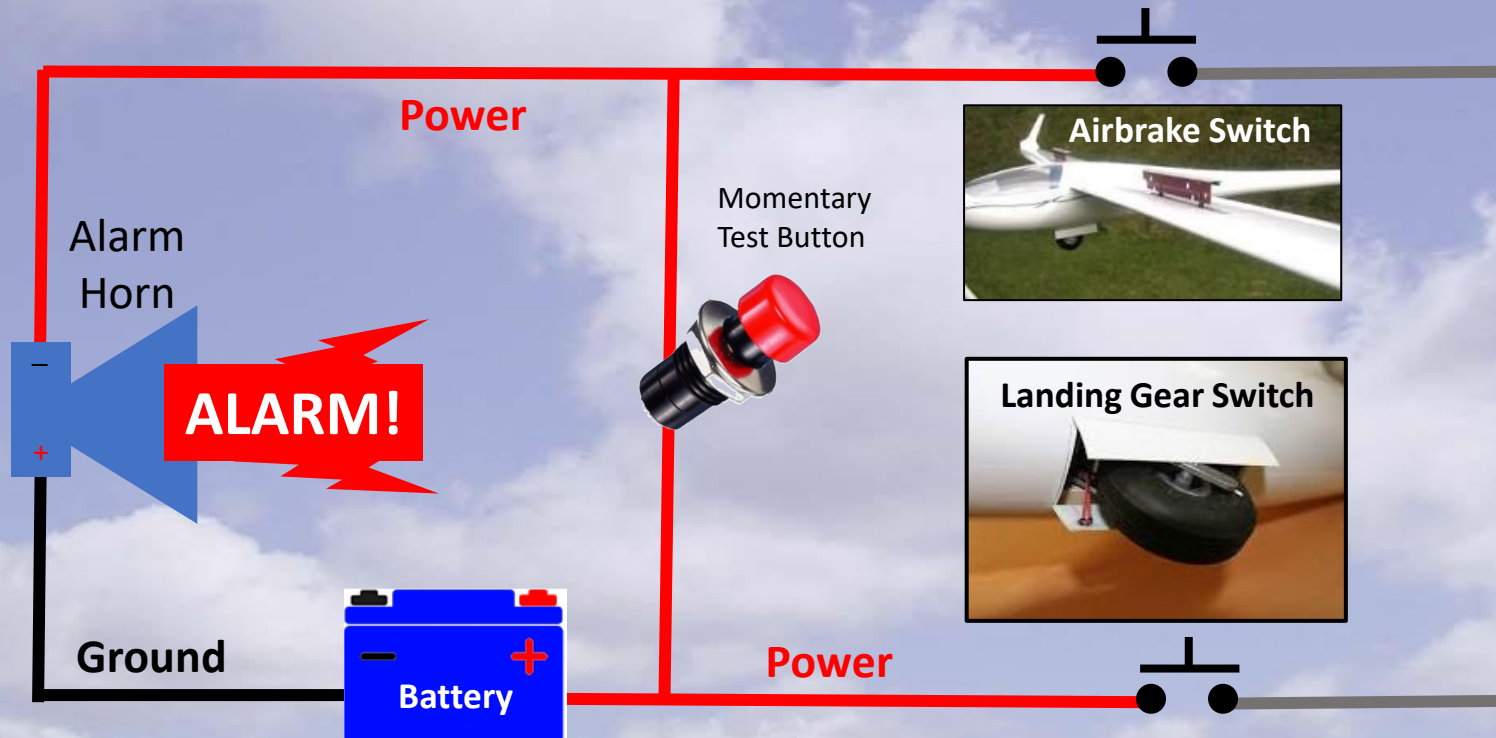 Power
Airbrake Switch
Momentary
Test Button
Alarm
Horn
–
ALARM!
+
Landing Gear Switch
Ground
– +
Battery
Power